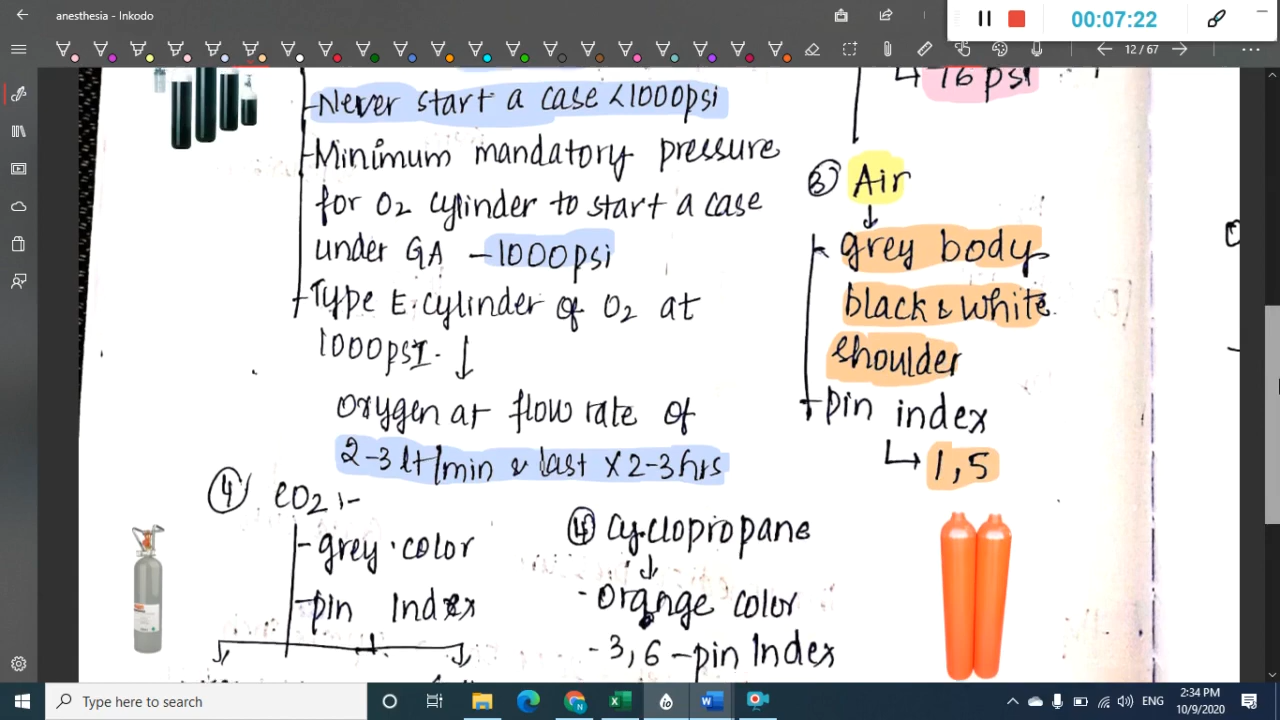 anesthesia - Inkodo
00:07:22
12 / 67
Never start a case <1000psi
Minimum mandatory pressure
for O2 cylinder to start a case
under GA - 1000psi
Type E cylinder of O2 at
1000psi. ↓
oxygen at flow rate of
2-3 lt/min & last x 2-3 hrs
④ CO2 :-
- grey color
- pin Index
④ Cyclopropane
↓
- orange color
- 3, 6 - pin Index
↳ 76 psi
③ Air
↓
grey body
black & white
shoulder
pin index
↳ 1, 5
Type here to search
ENG
2:34 PM
10/9/2020